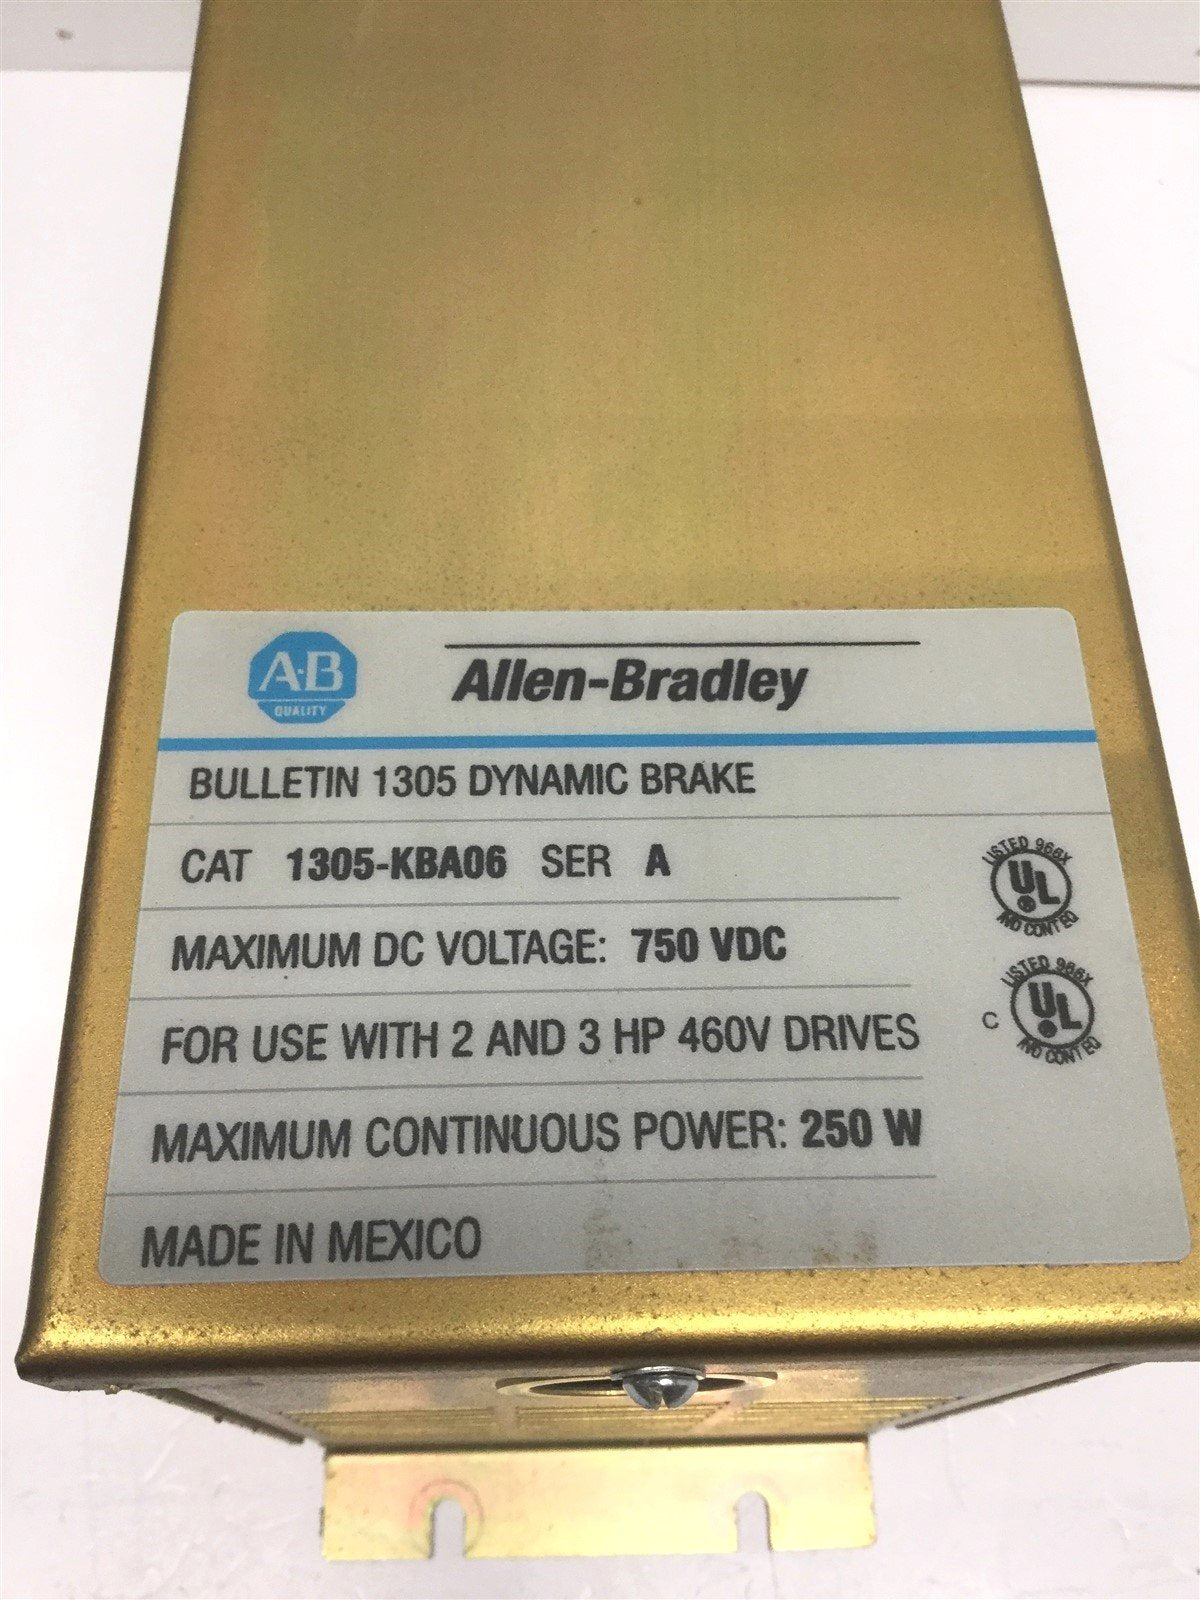 A-B
QUALITY
Allen-Bradley
BULLETIN 1305 DYNAMIC BRAKE
CAT 1305-KBA06 SER A
MAXIMUM DC VOLTAGE: 750 VDC
FOR USE WITH 2 AND 3 HP 460V DRIVES
MAXIMUM CONTINUOUS POWER: 250 W
MADE IN MEXICO
LISTED 966X
UL
IND CONT EQ
LISTED 966X
C UL
IND CONT EQ